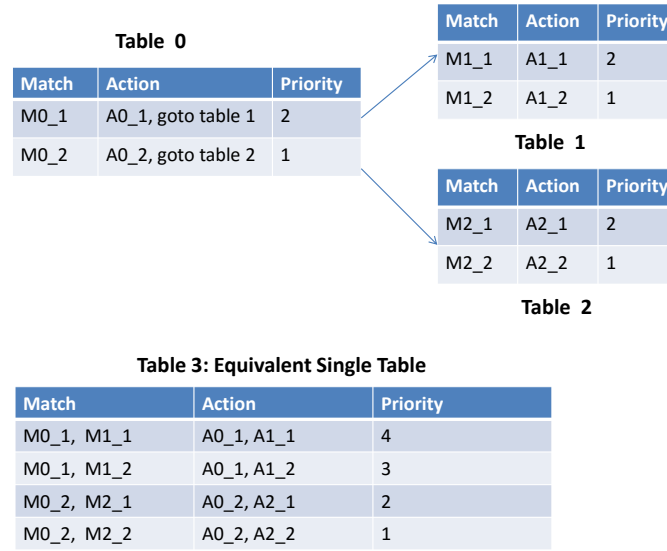 Table 0
Match Action Priority
M0_1 A0_1, goto table 1 2
M0_2 A0_2, goto table 2 1
Match Action Priority
M1_1 A1_1 2
M1_2 A1_2 1
Table 1
Match Action Priority
M2_1 A2_1 2
M2_2 A2_2 1
Table 2
Table 3: Equivalent Single Table
Match Action Priority
M0_1, M1_1 A0_1, A1_1 4
M0_1, M1_2 A0_1, A1_2 3
M0_2, M2_1 A0_2, A2_1 2
M0_2, M2_2 A0_2, A2_2 1